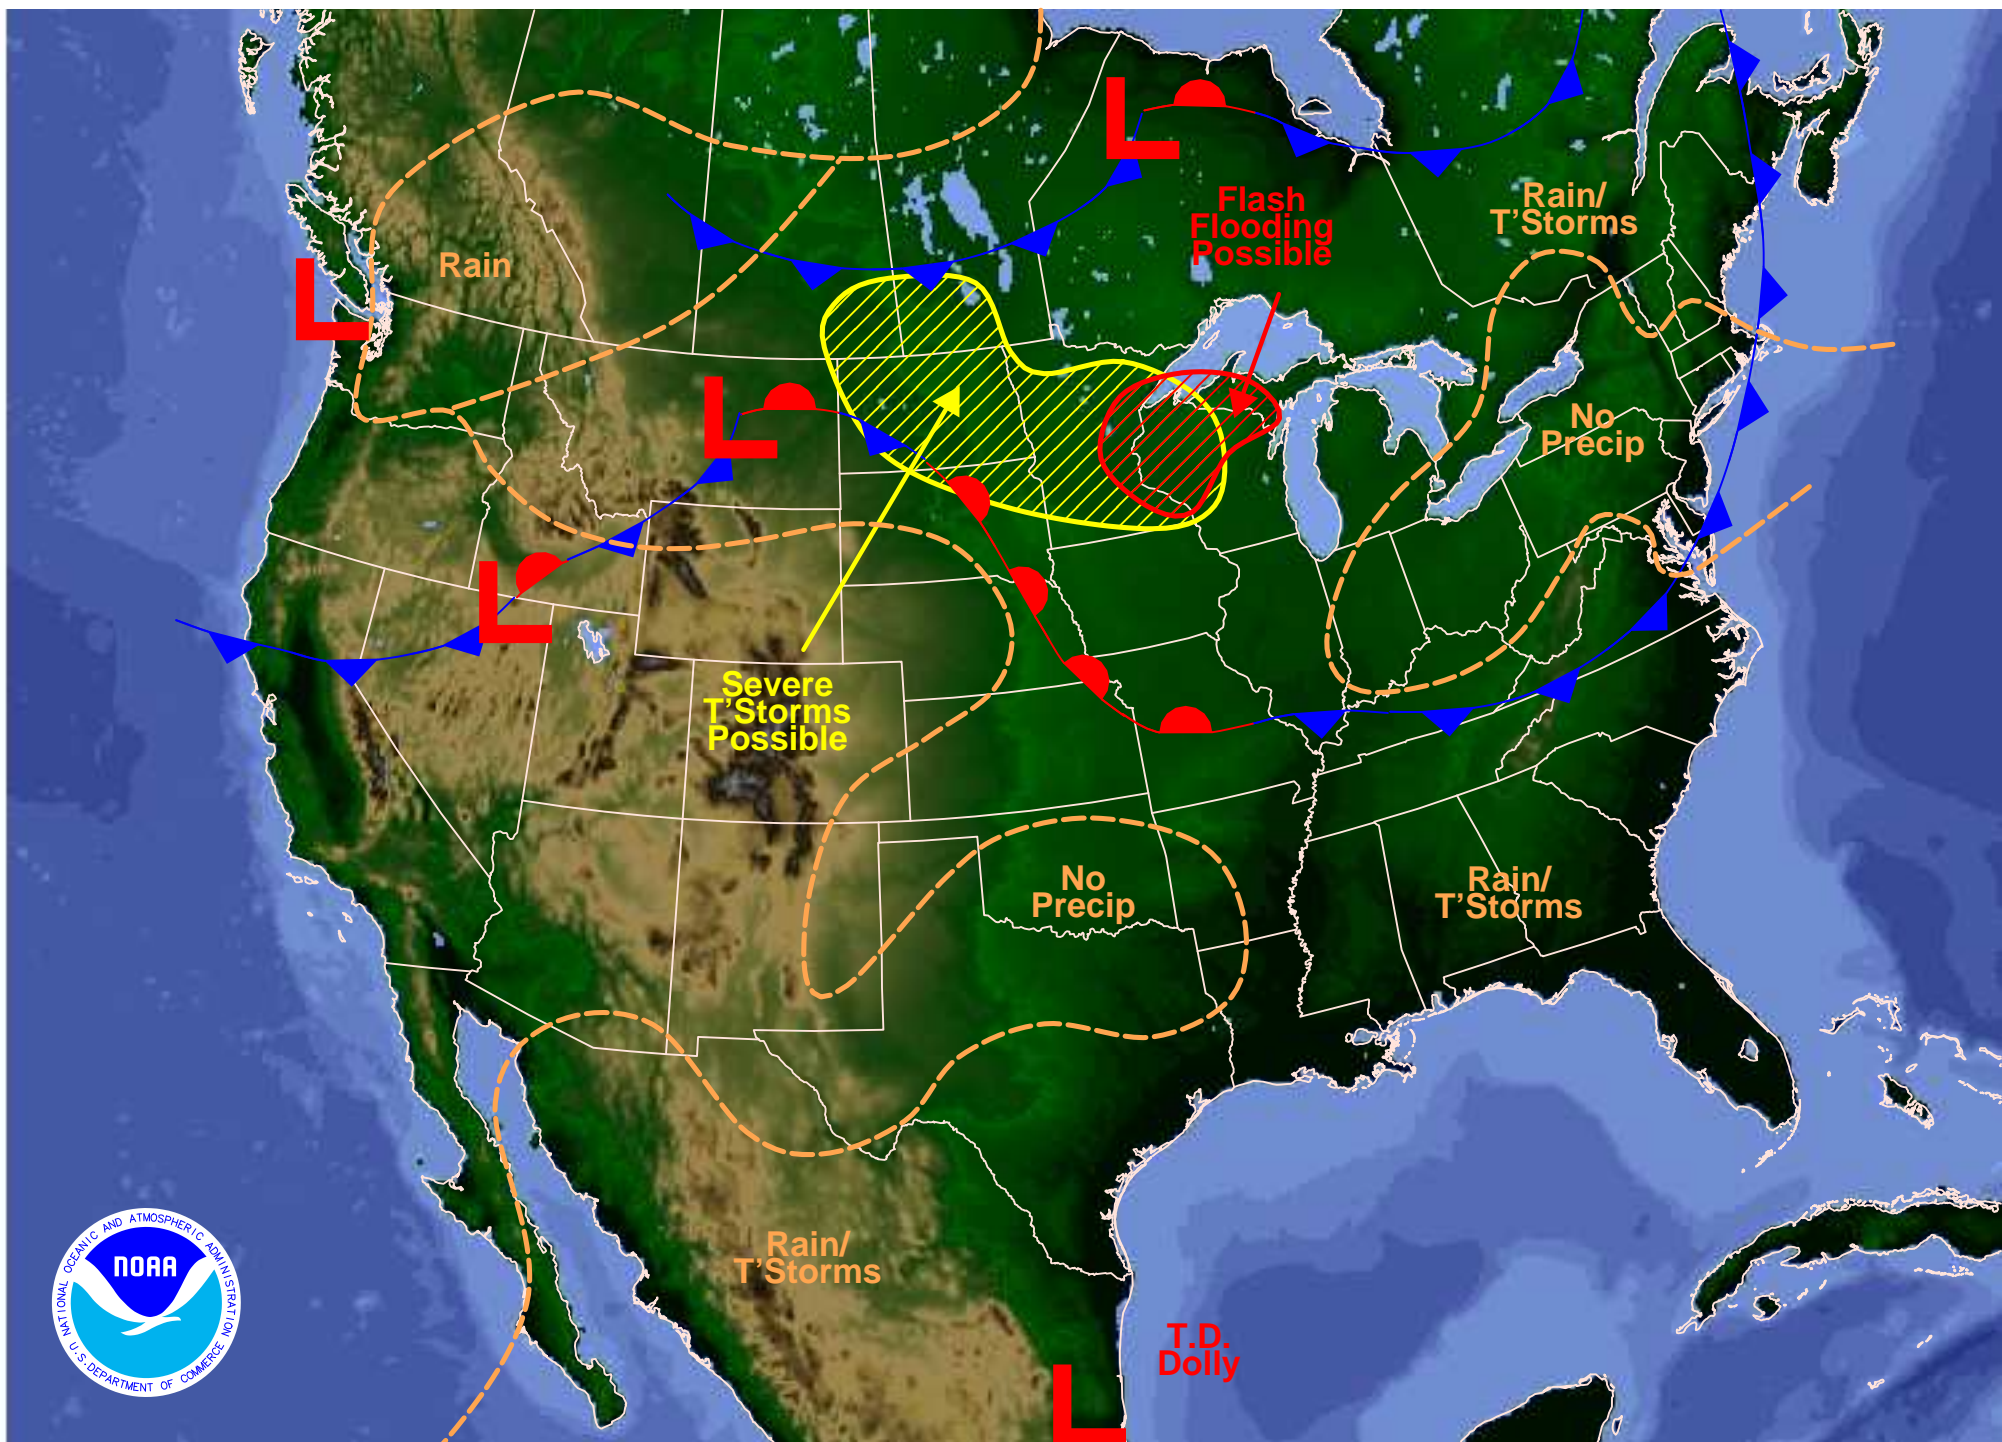 Flash
Flooding
Possible
Rain/
T'Storms
Rain
L
L
L
L
No
Precip
Severe
T'Storms
Possible
No
Precip
Rain/
T'Storms
Rain/
T'Storms
T.D.
Dolly
L
NATIONAL OCEANIC AND ATMOSPHERIC ADMINISTRATION
NOAA
U.S. DEPARTMENT OF COMMERCE